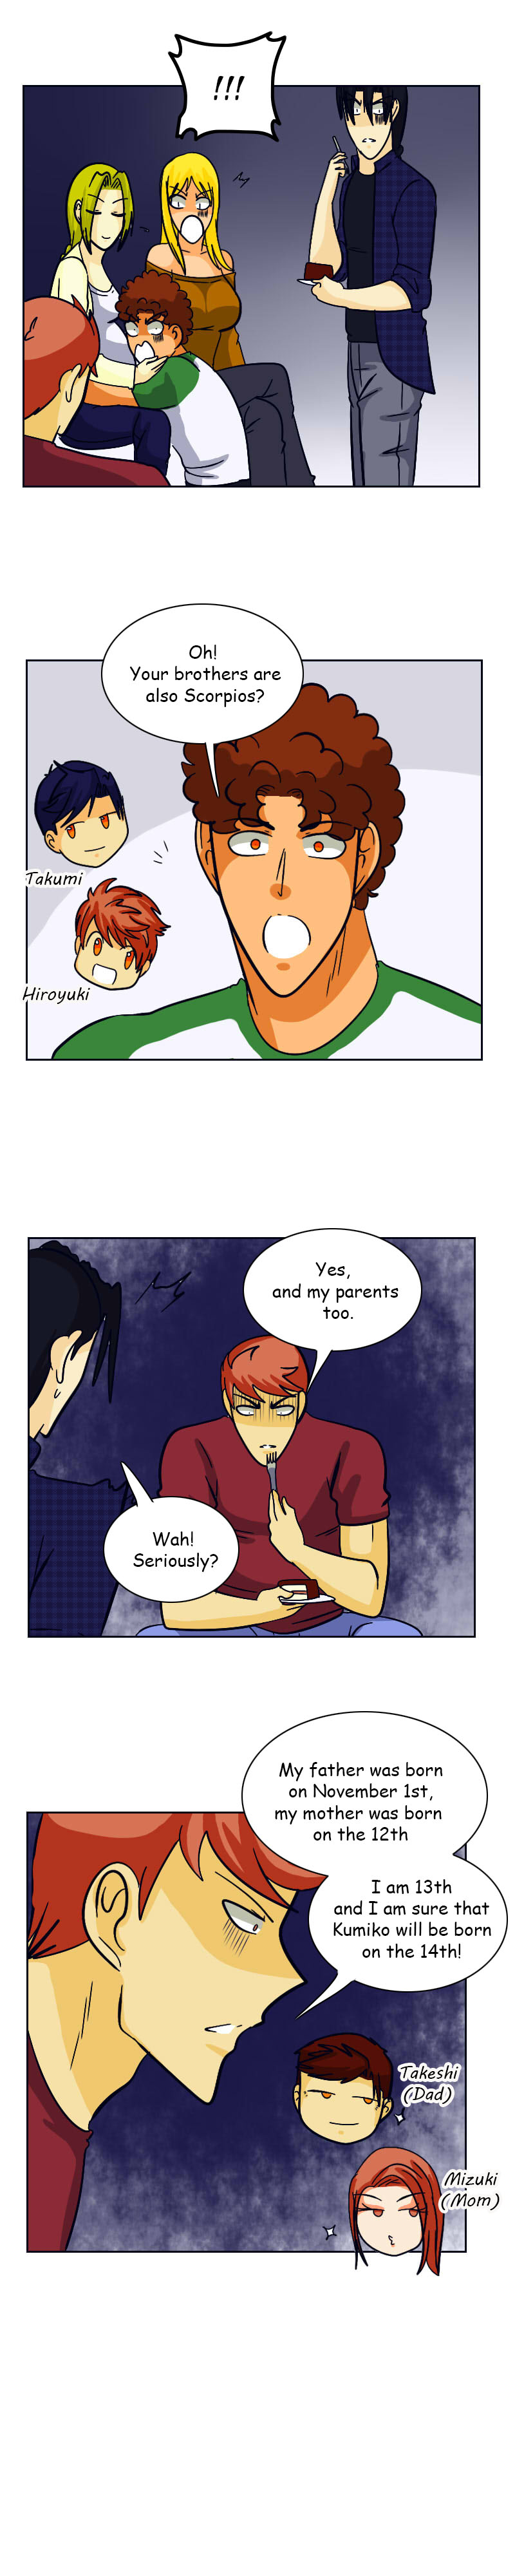 !!!
Oh!
Your brothers are
also Scorpios?
Takumi
Hiroyuki
Yes,
and my parents
too.
Wah!
Seriously?
My father was born
on November 1st,
my mother was born
on the 12th
I am 13th
and I am sure that
Kumiko will be born
on the 14th!
Takeshi
(Dad)
Mizuki
(Mom)